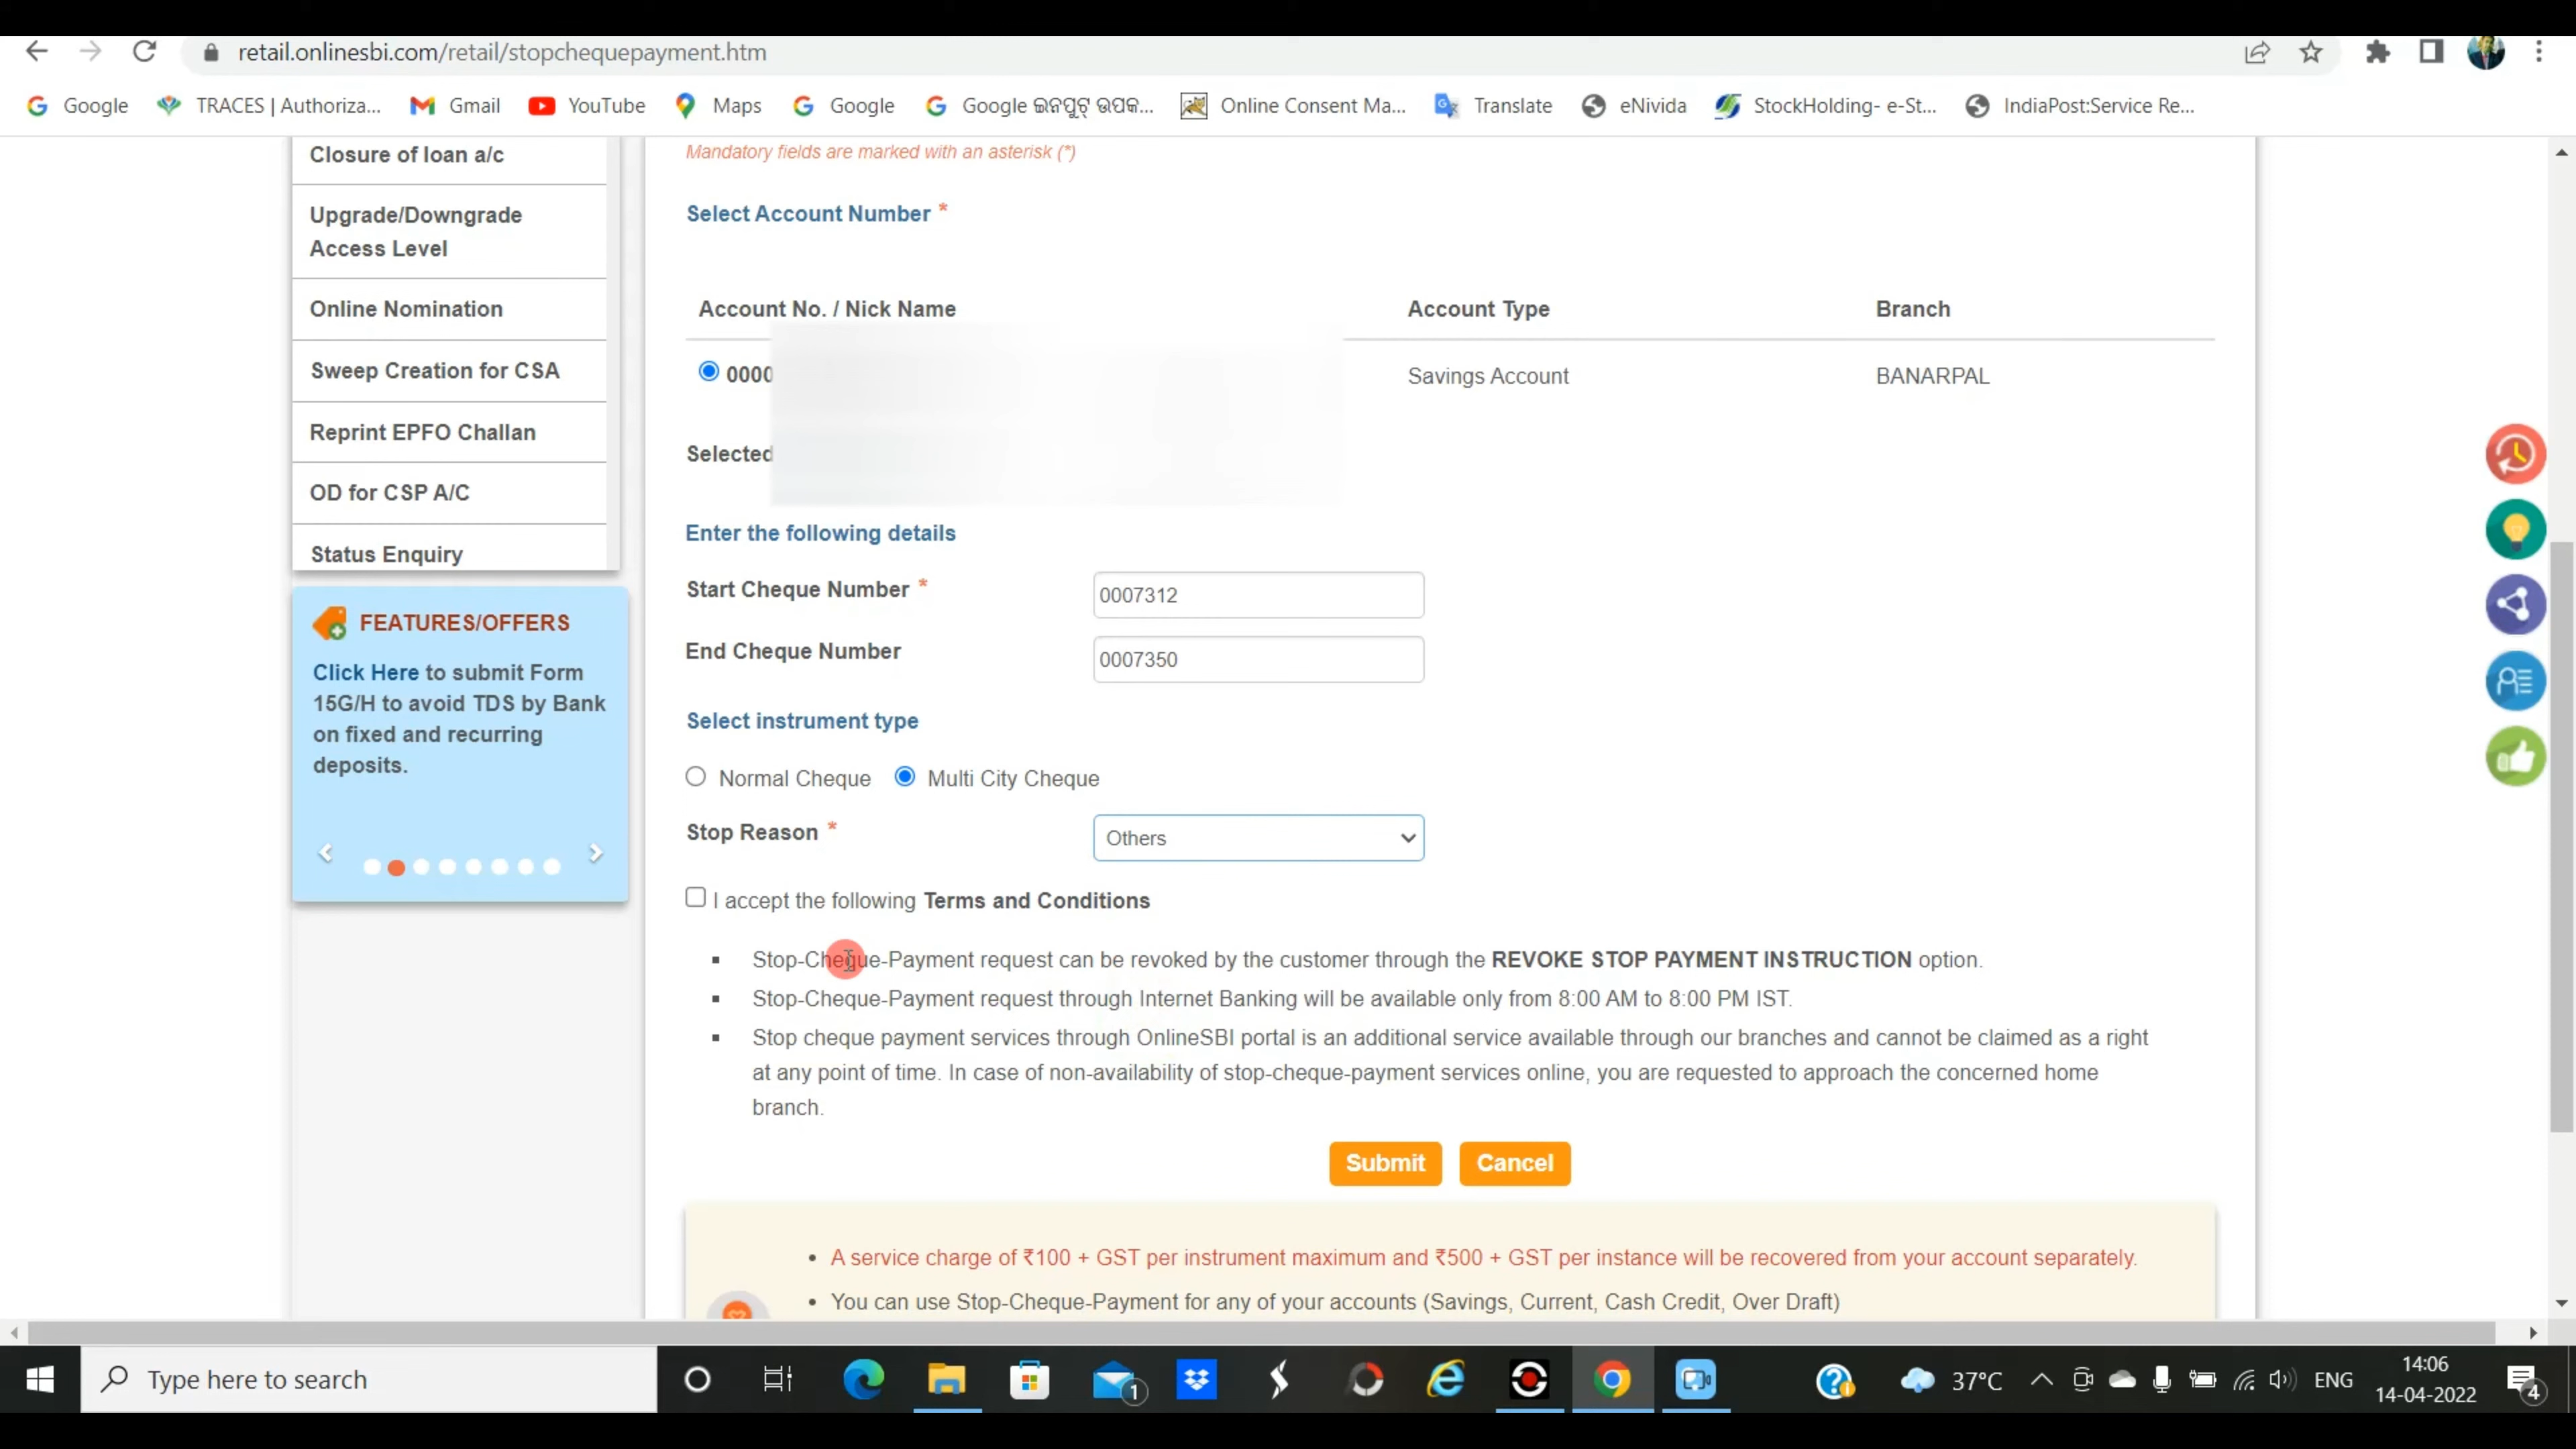 retail.onlinesbi.com/retail/stopchequepayment.htm
Google TRACES | Authoriza... Gmail YouTube Maps Google Google ଇନପୁଟ୍ ଉପକ... Online Consent Ma... Translate eNivida StockHolding- e-St... IndiaPost:Service Re...
Closure of loan a/c
Upgrade/Downgrade
Access Level
Online Nomination
Sweep Creation for CSA
Reprint EPFO Challan
OD for CSP A/C
Status Enquiry
FEATURES/OFFERS
Click Here to submit Form
15G/H to avoid TDS by Bank
on fixed and recurring
deposits.
Mandatory fields are marked with an asterisk (*)
Select Account Number *
Account No. / Nick Name Account Type Branch
0000 Savings Account BANARPAL
Selected
Enter the following details
Start Cheque Number * 0007312
End Cheque Number 0007350
Select instrument type
Normal Cheque Multi City Cheque
Stop Reason * Others
I accept the following Terms and Conditions
Stop-Cheque-Payment request can be revoked by the customer through the REVOKE STOP PAYMENT INSTRUCTION option.
Stop-Cheque-Payment request through Internet Banking will be available only from 8:00 AM to 8:00 PM IST.
Stop cheque payment services through OnlineSBI portal is an additional service available through our branches and cannot be claimed as a right
at any point of time. In case of non-availability of stop-cheque-payment services online, you are requested to approach the concerned home
branch.
Submit Cancel
• A service charge of ₹100 + GST per instrument maximum and ₹500 + GST per instance will be recovered from your account separately.
• You can use Stop-Cheque-Payment for any of your accounts (Savings, Current, Cash Credit, Over Draft)
Type here to search 1 37°C ENG 14:06
14-04-2022 4